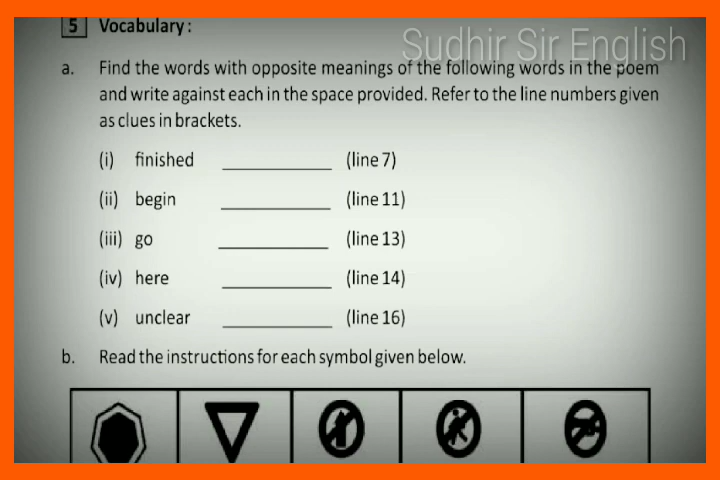 5 Vocabulary :
Sudhir Sir English
a. Find the words with opposite meanings of the following words in the poem
and write against each in the space provided. Refer to the line numbers given
as clues in brackets.
(i) finished ____________ (line 7)
(ii) begin ____________ (line 11)
(iii) go ____________ (line 13)
(iv) here ____________ (line 14)
(v) unclear ____________ (line 16)
b. Read the instructions for each symbol given below.